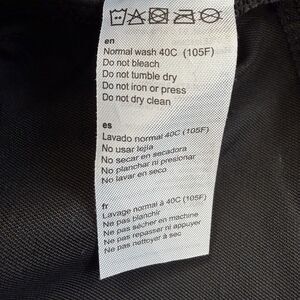 en
Normal wash 40C (105F)
Do not bleach
Do not tumble dry
Do not iron or press
Do not dry clean
es
Lavado normal 40C (105F)
No usar lejia
No secar en secadora
No planchar ni presionar
No lavar en seco
fr
Lavage normal à 40C (105F)
Ne pas blanchir
Ne pas sécher en machine
Ne pas repasser ni appuyer
Ne pas nettoyer à sec